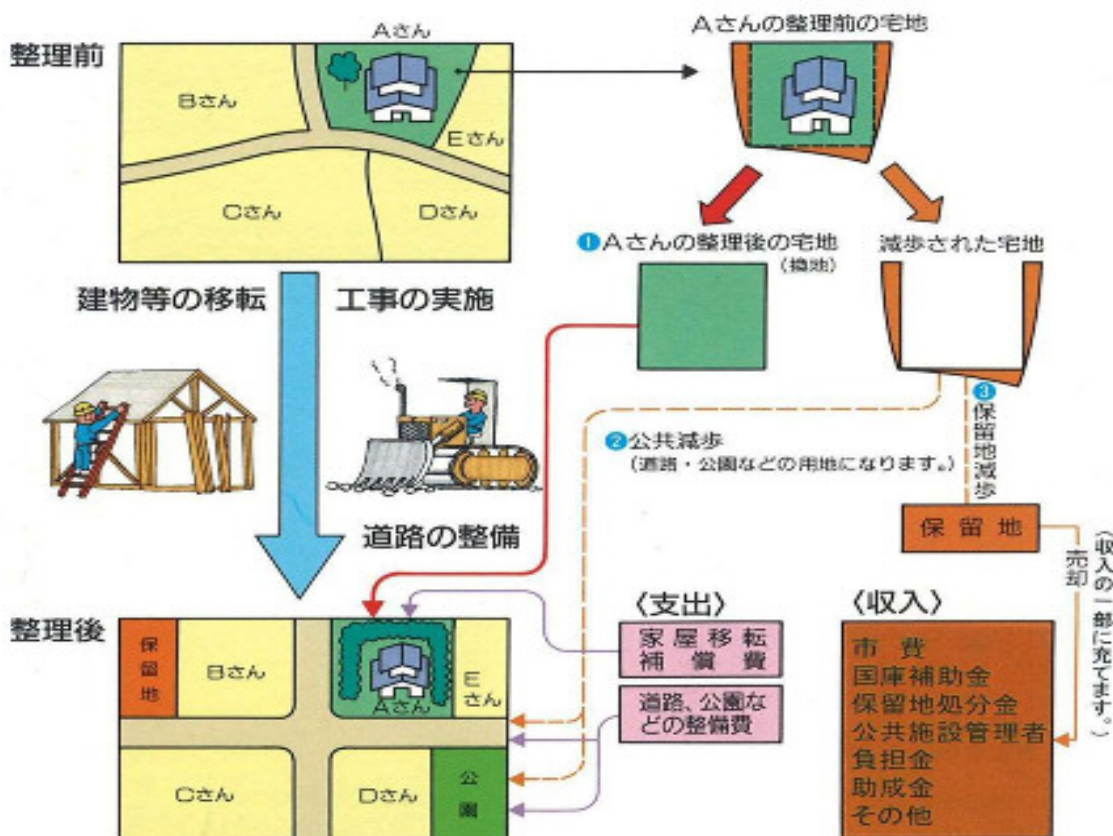 整理前
Aさん
Bさん
Cさん
Dさん
Eさん
Aさんの整理前の宅地
1 Aさんの整理後の宅地
(換地)
減歩された宅地
建物等の移転
工事の実施
道路の整備
2 公共減歩
(道路・公園などの用地になります。)
3 保留地減歩
保留地
売却
(収入の一部に充てます。)
整理後
保留地
Bさん
Aさん
Eさん
Cさん
Dさん
公園
〈支出〉
家屋移転
補償費
道路、公園な
どの整備費
〈収入〉
市費
国庫補助金
保留地処分金
公共施設管理者
負担金
助成金
その他